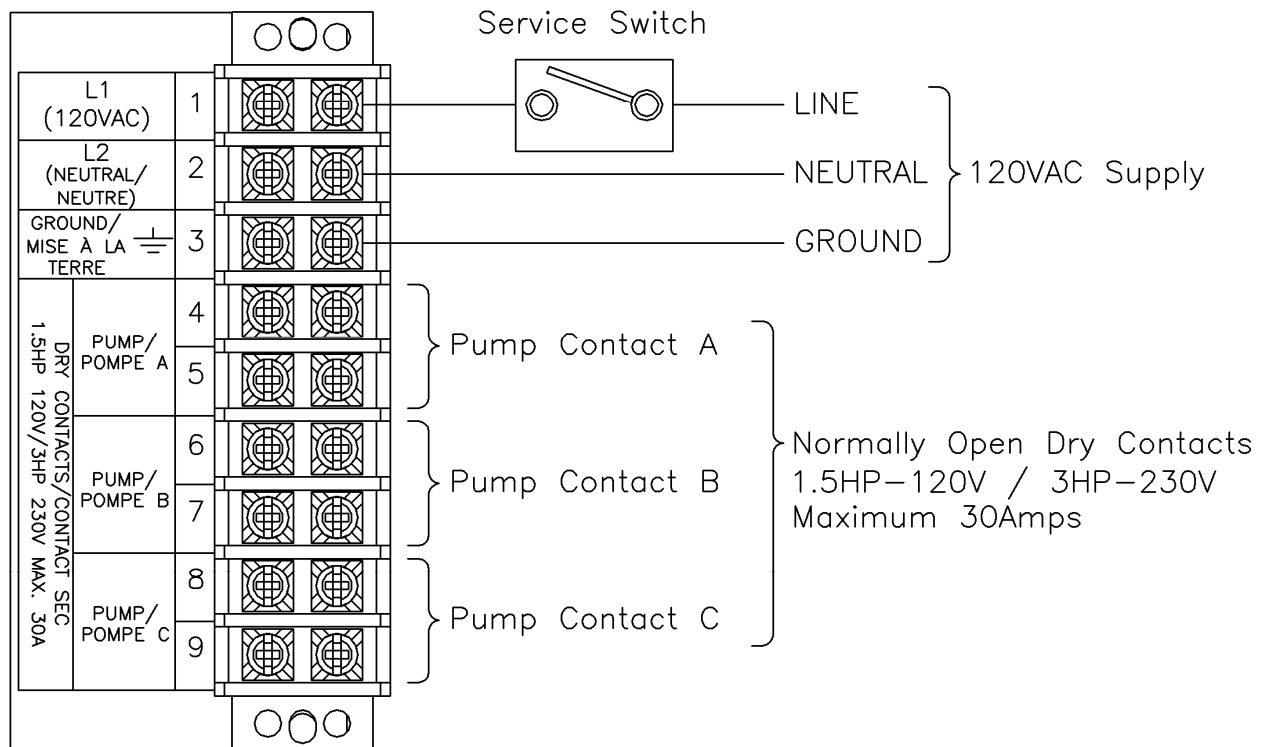 Service Switch
L1
(120VAC)
1
LINE
L2
(NEUTRAL/
NEUTRE)
2
NEUTRAL
120VAC Supply
GROUND/
MISE À LA
TERRE
3
GROUND
DRY CONTACTS/CONTACT SEC
1.5HP 120V/3HP 230V MAX. 30A
PUMP/
POMPE A
4
5
Pump Contact A
PUMP/
POMPE B
6
7
Pump Contact B
Normally Open Dry Contacts
1.5HP-120V / 3HP-230V
Maximum 30Amps
PUMP/
POMPE C
8
9
Pump Contact C